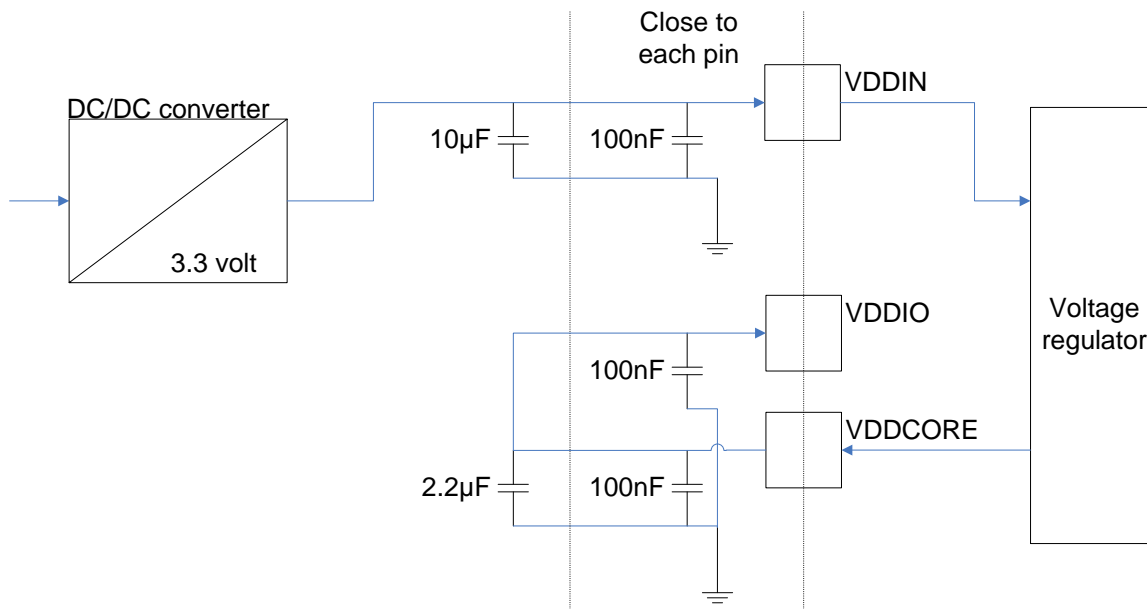 Close to
each pin
VDDIN
DC/DC converter
10µF
100nF
3.3 volt
VDDIO
Voltage
regulator
100nF
VDDCORE
2.2µF
100nF